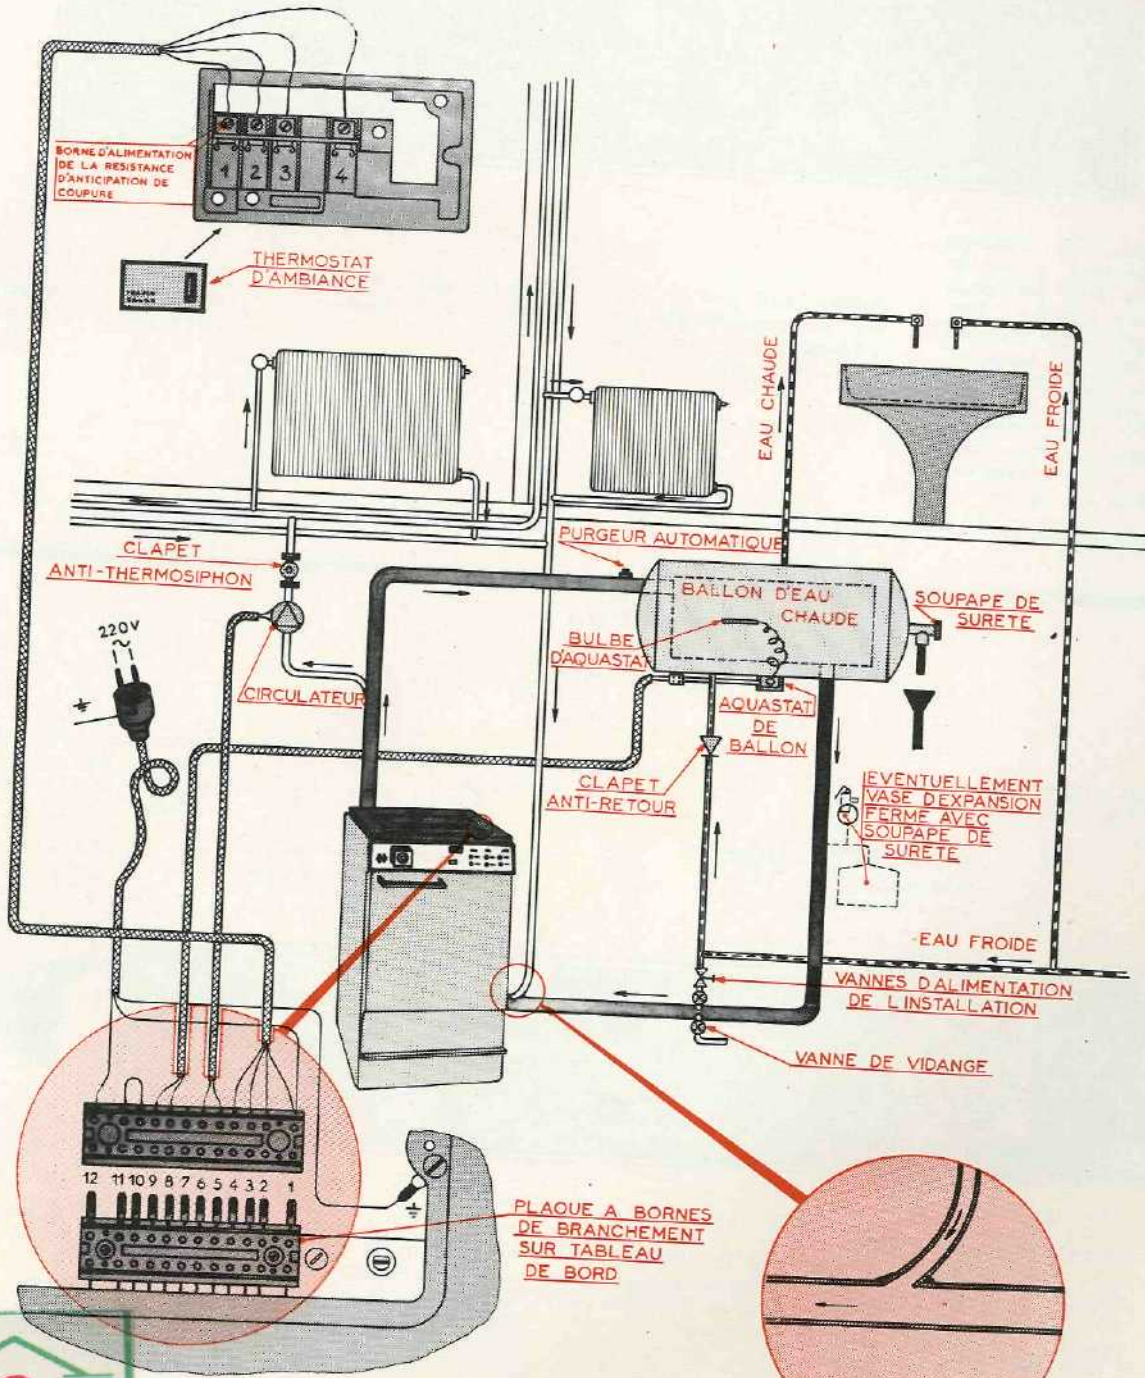 BORNE D'ALIMENTATION
DE LA RESISTANCE
D'ANTICIPATION DE
COUPURE
1 2 3 4
THERMOSTAT
D'AMBIANCE
EAU CHAUDE
EAU FROIDE
CLAPET
ANTI-THERMOSIPHON
PURGEUR AUTOMATIQUE
BALLON D'EAU
CHAUDE
SOUPAPE DE
SURETE
BULBE
D'AQUASTAT
220V
~
CIRCULATEUR
AQUASTAT
DE
BALLON
CLAPET
ANTI-RETOUR
EVENTUELLEMENT
VASE D'EXPANSION
FERME AVEC
SOUPAPE DE
SURETE
EAU FROIDE
VANNES D'ALIMENTATION
DE L'INSTALLATION
VANNE DE VIDANGE
12 11 10 9 8 7 6 5 4 3 2 1
PLAQUE A BORNES
DE BRANCHEMENT
SUR TABLEAU
DE BORD